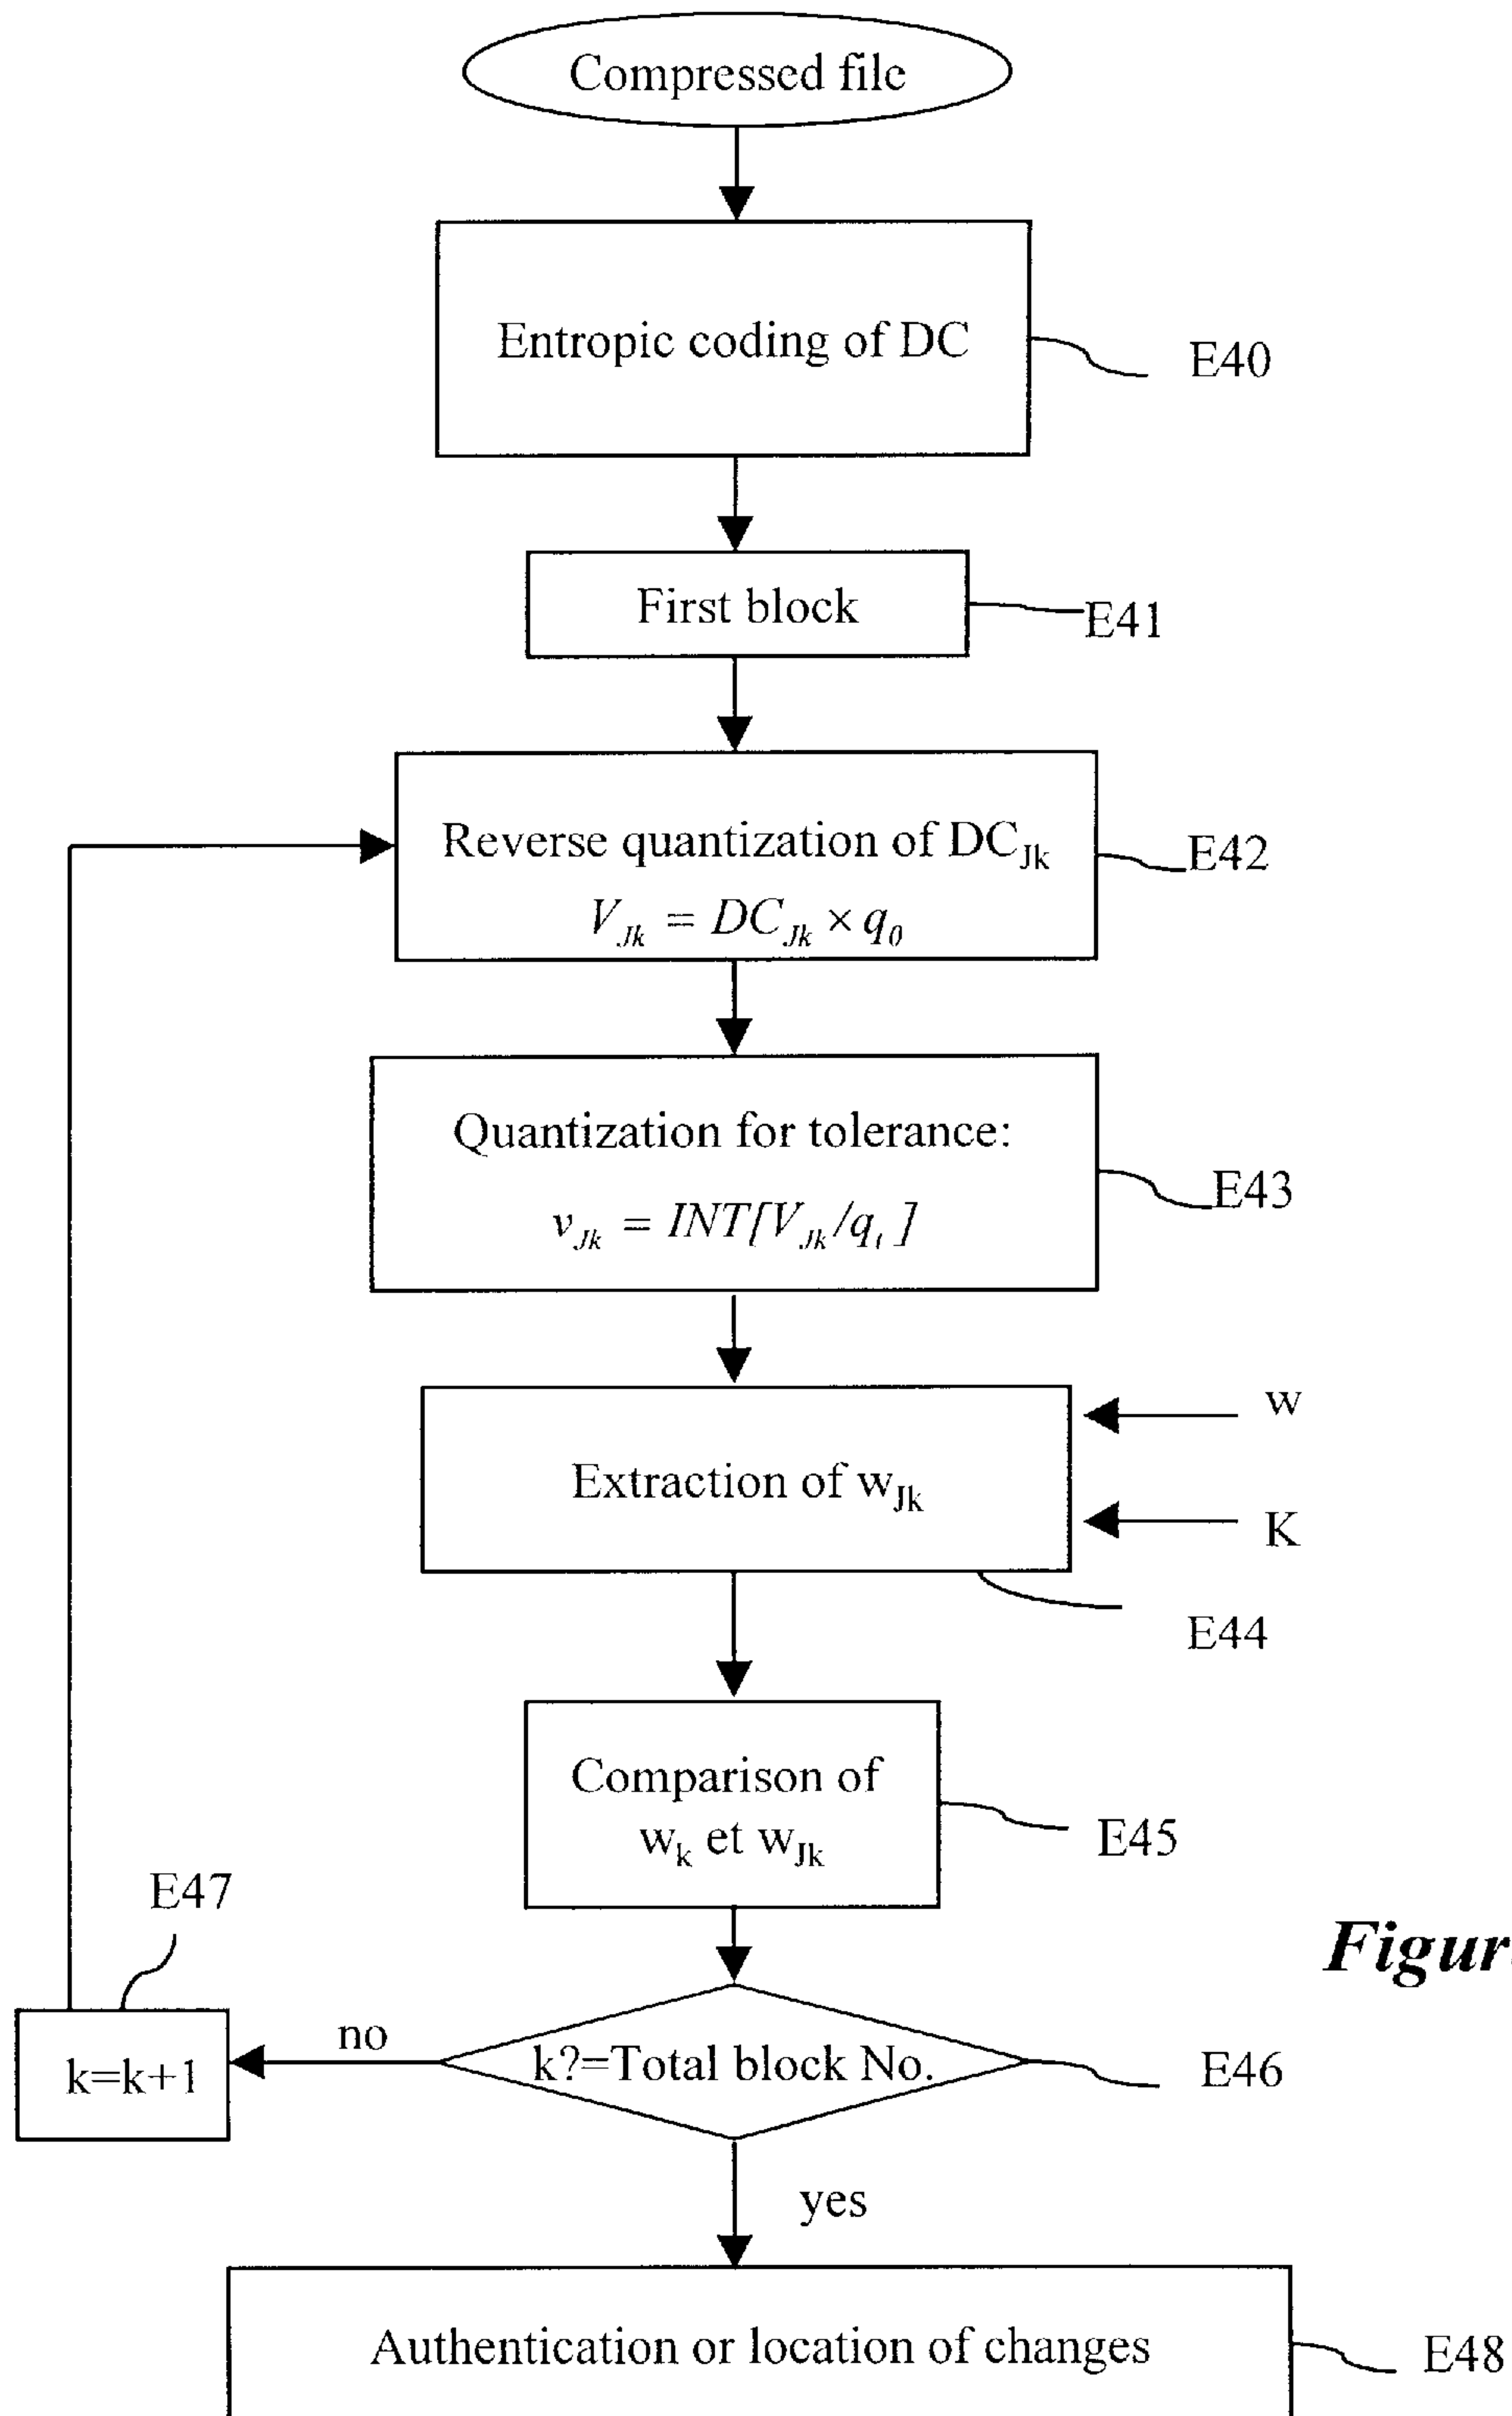 Compressed file
Entropic coding of DC
E40
First block
E41
Reverse quantization of DC_Jk
V_Jk = DC_Jk × q_0
E42
Quantization for tolerance:
v_Jk = INT[V_Jk/q_t]
E43
w
Extraction of w_Jk
K
E44
Comparison of
w_k et w_Jk
E45
E47
Figur
no
k?=Total block No.
k=k+1
E46
yes
Authentication or location of changes
E48